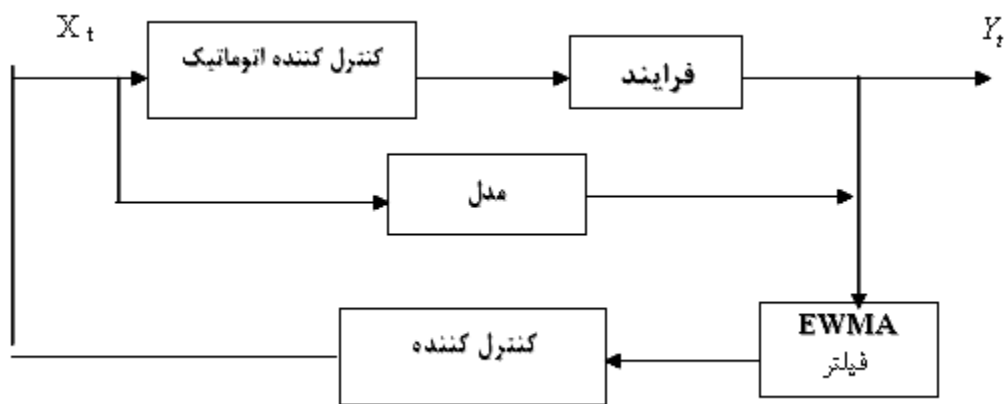 X t
Y t
کنترل کننده اتوماتیک
فرایند
مدل
کنترل کننده
EWMA
فیلتر